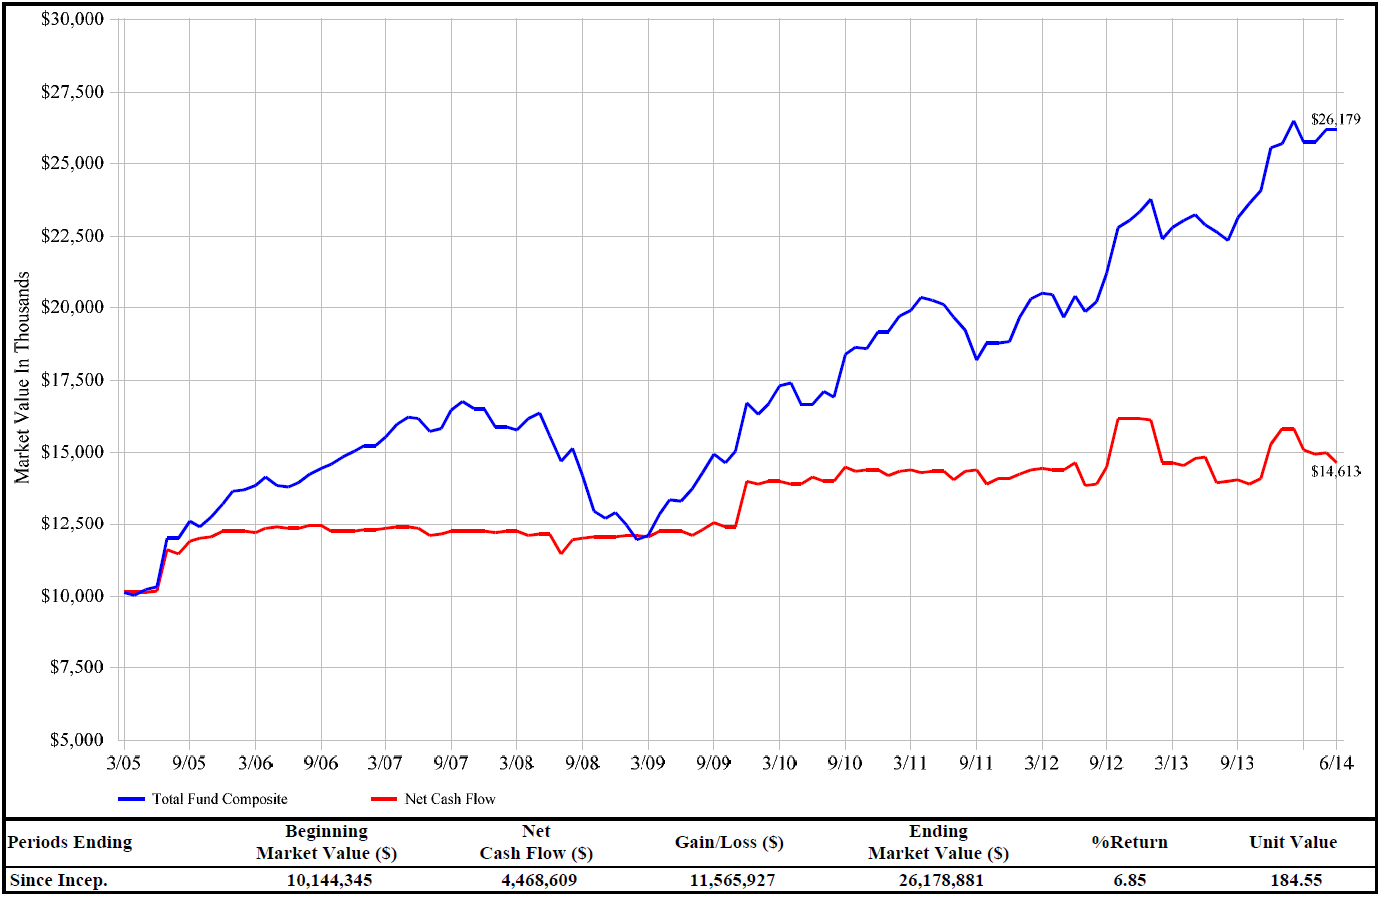 $30,000
$27,500
$26,179
$25,000
$22,500
$20,000
$17,500
$15,000
$14,613
$12,500
$10,000
$7,500
$5,000
Market Value In Thousands
3/05 9/05 3/06 9/06 3/07 9/07 3/08 9/08 3/09 9/09 3/10 9/10 3/11 9/11 3/12 9/12 3/13 9/13 6/14
Total Fund Composite Net Cash Flow
Periods Ending Beginning Market Value ($) Net Cash Flow ($) Gain/Loss ($) Ending Market Value ($) %Return Unit Value
Since Incep. 10,144,345 4,468,609 11,565,927 26,178,881 6.85 184.55